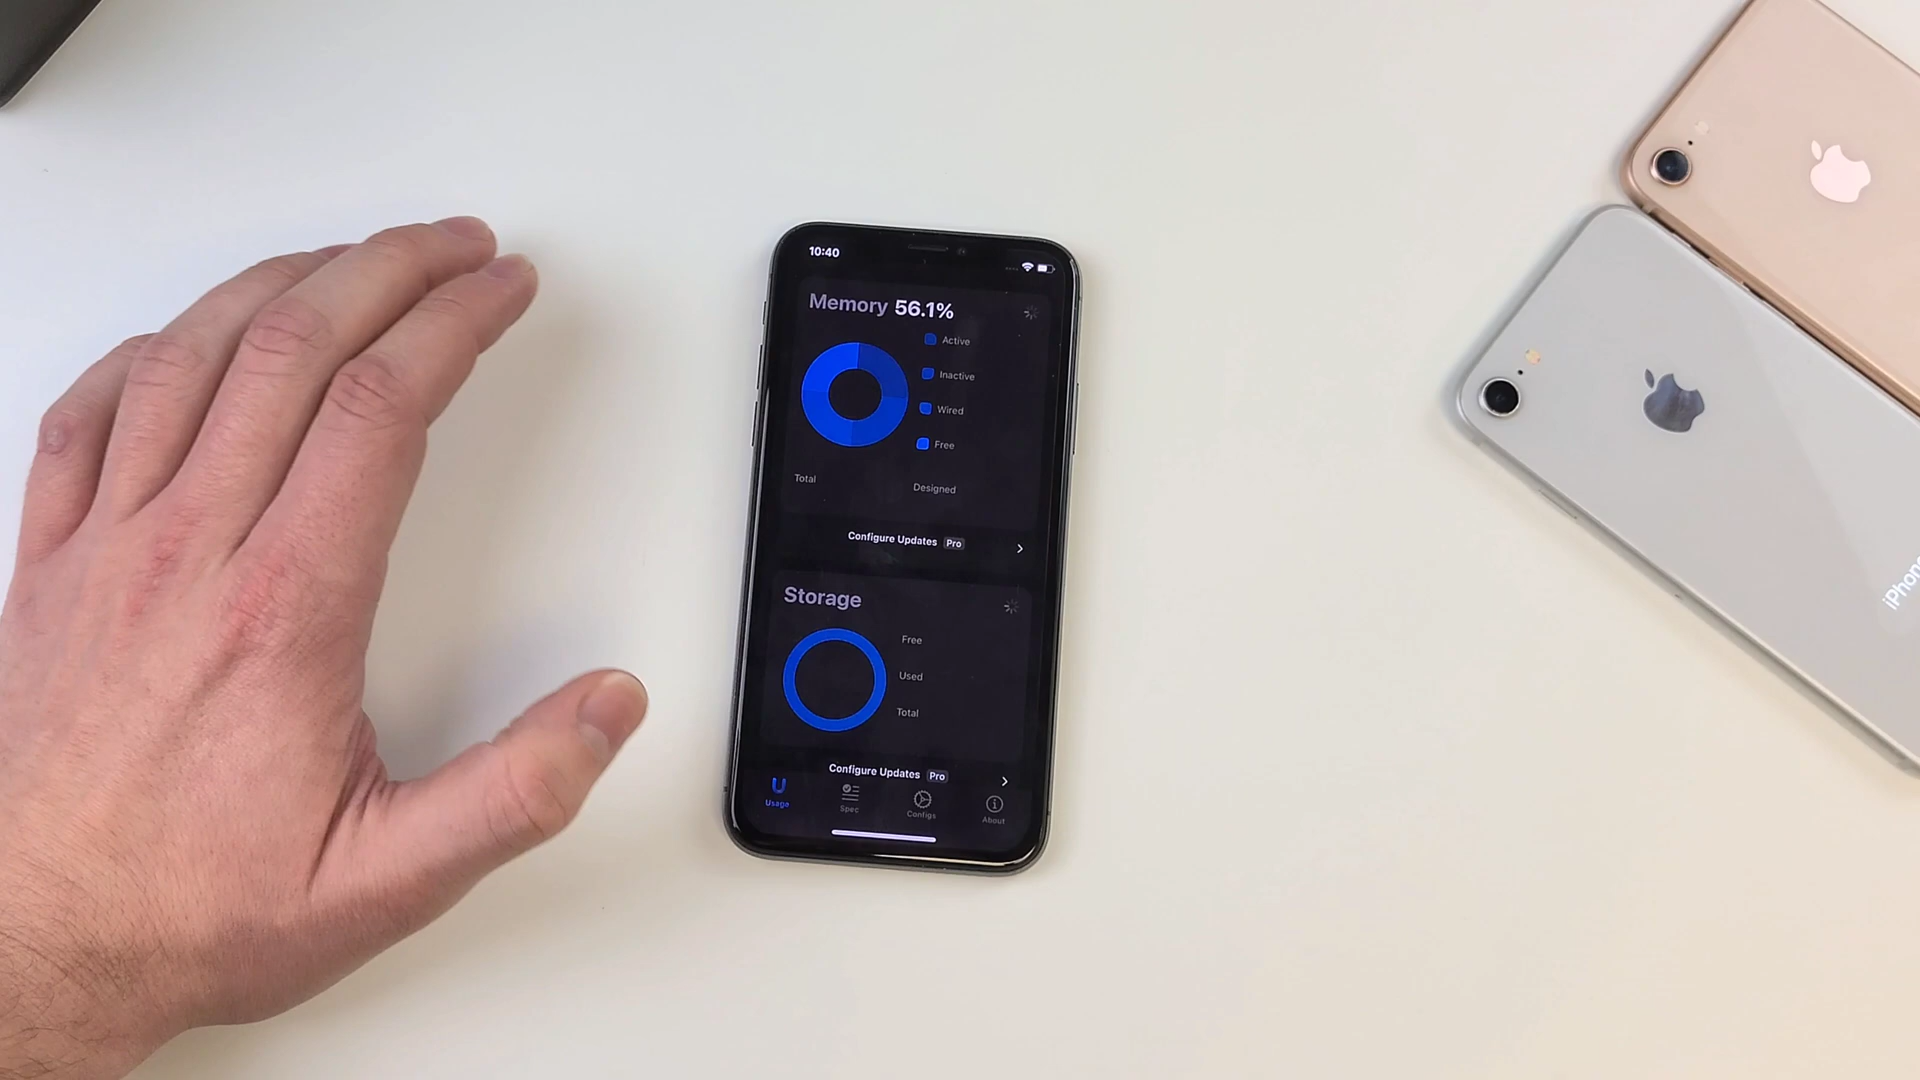 10:40
Memory 56.1%
Active
Inactive
Wired
Free
Total
Designed
Configure Updates Pro
Storage
Free
Used
Total
Configure Updates Pro
Usage
Spec
Configs
About
iPhon